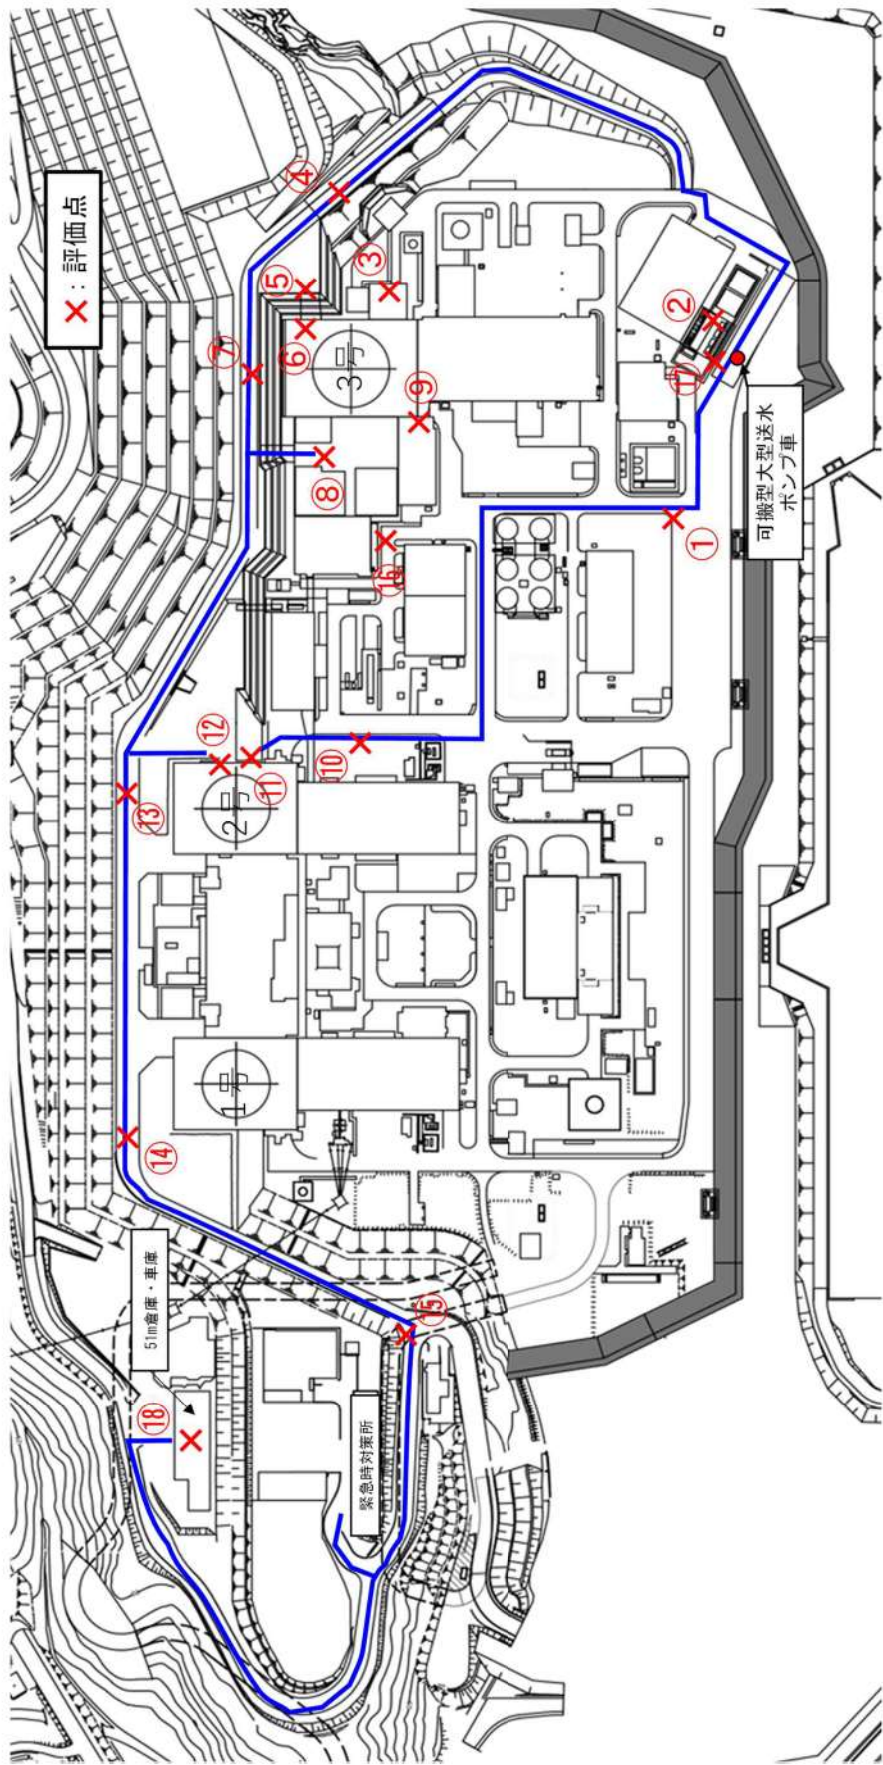 ×：評価点
⑱
51m倉庫・車庫
⑭
⑬
⑫
⑦
1号
2号
⑪
⑥
⑤
④
⑧
⑩
3号
緊急時対策所
③
⑯
⑨
⑮
②
⑰
①
可搬型大型送水
ポンプ車